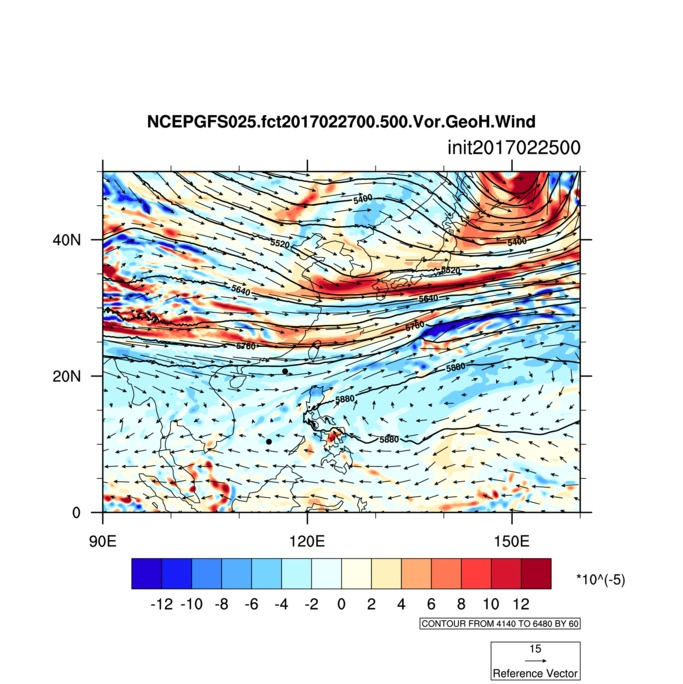 NCEPGFS025.fct2017022700.500.Vor.GeoH.Wind
init2017022500
5400
5520
5400
40N
5520
5640
5640
5760
5760
20N
5880
5880
5880
0
90E 120E 150E
-12 -10 -8 -6 -4 -2 0 2 4 6 8 10 12 *10^(-5)
CONTOUR FROM 4140 TO 6480 BY 60
15
Reference Vector